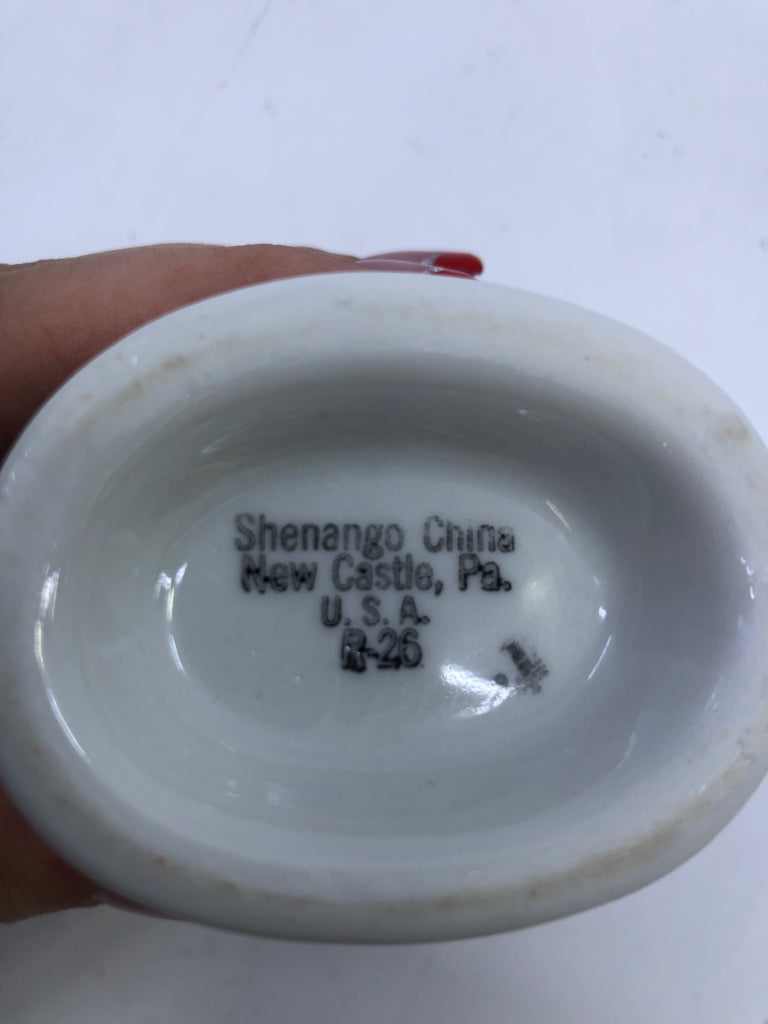 Shenango China
New Castle, Pa.
U. S. A.
R-26